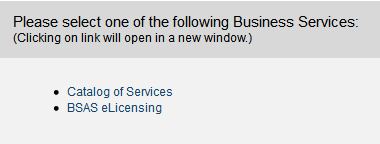 Please select one of the following Business Services:
(Clicking on link will open in a new window.)
Catalog of Services
BSAS eLicensing